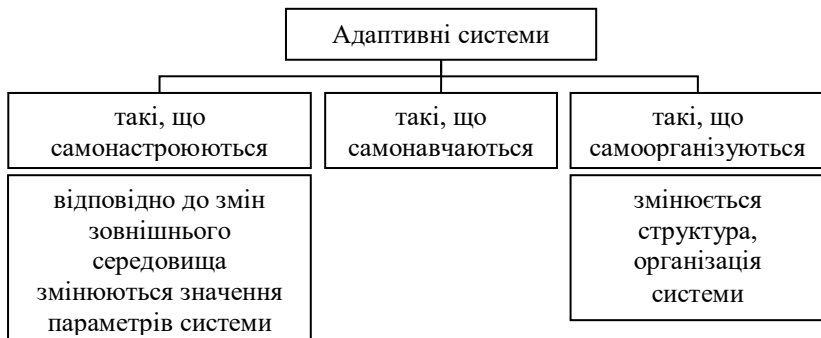 Адаптивні системи
такі, що
самонастроюються
такі, що
самонавчаються
такі, що
самоорганізуються
відповідно до змін
зовнішнього
середовища
змінюються значення
параметрів системи
змінюється
структура,
організація
системи